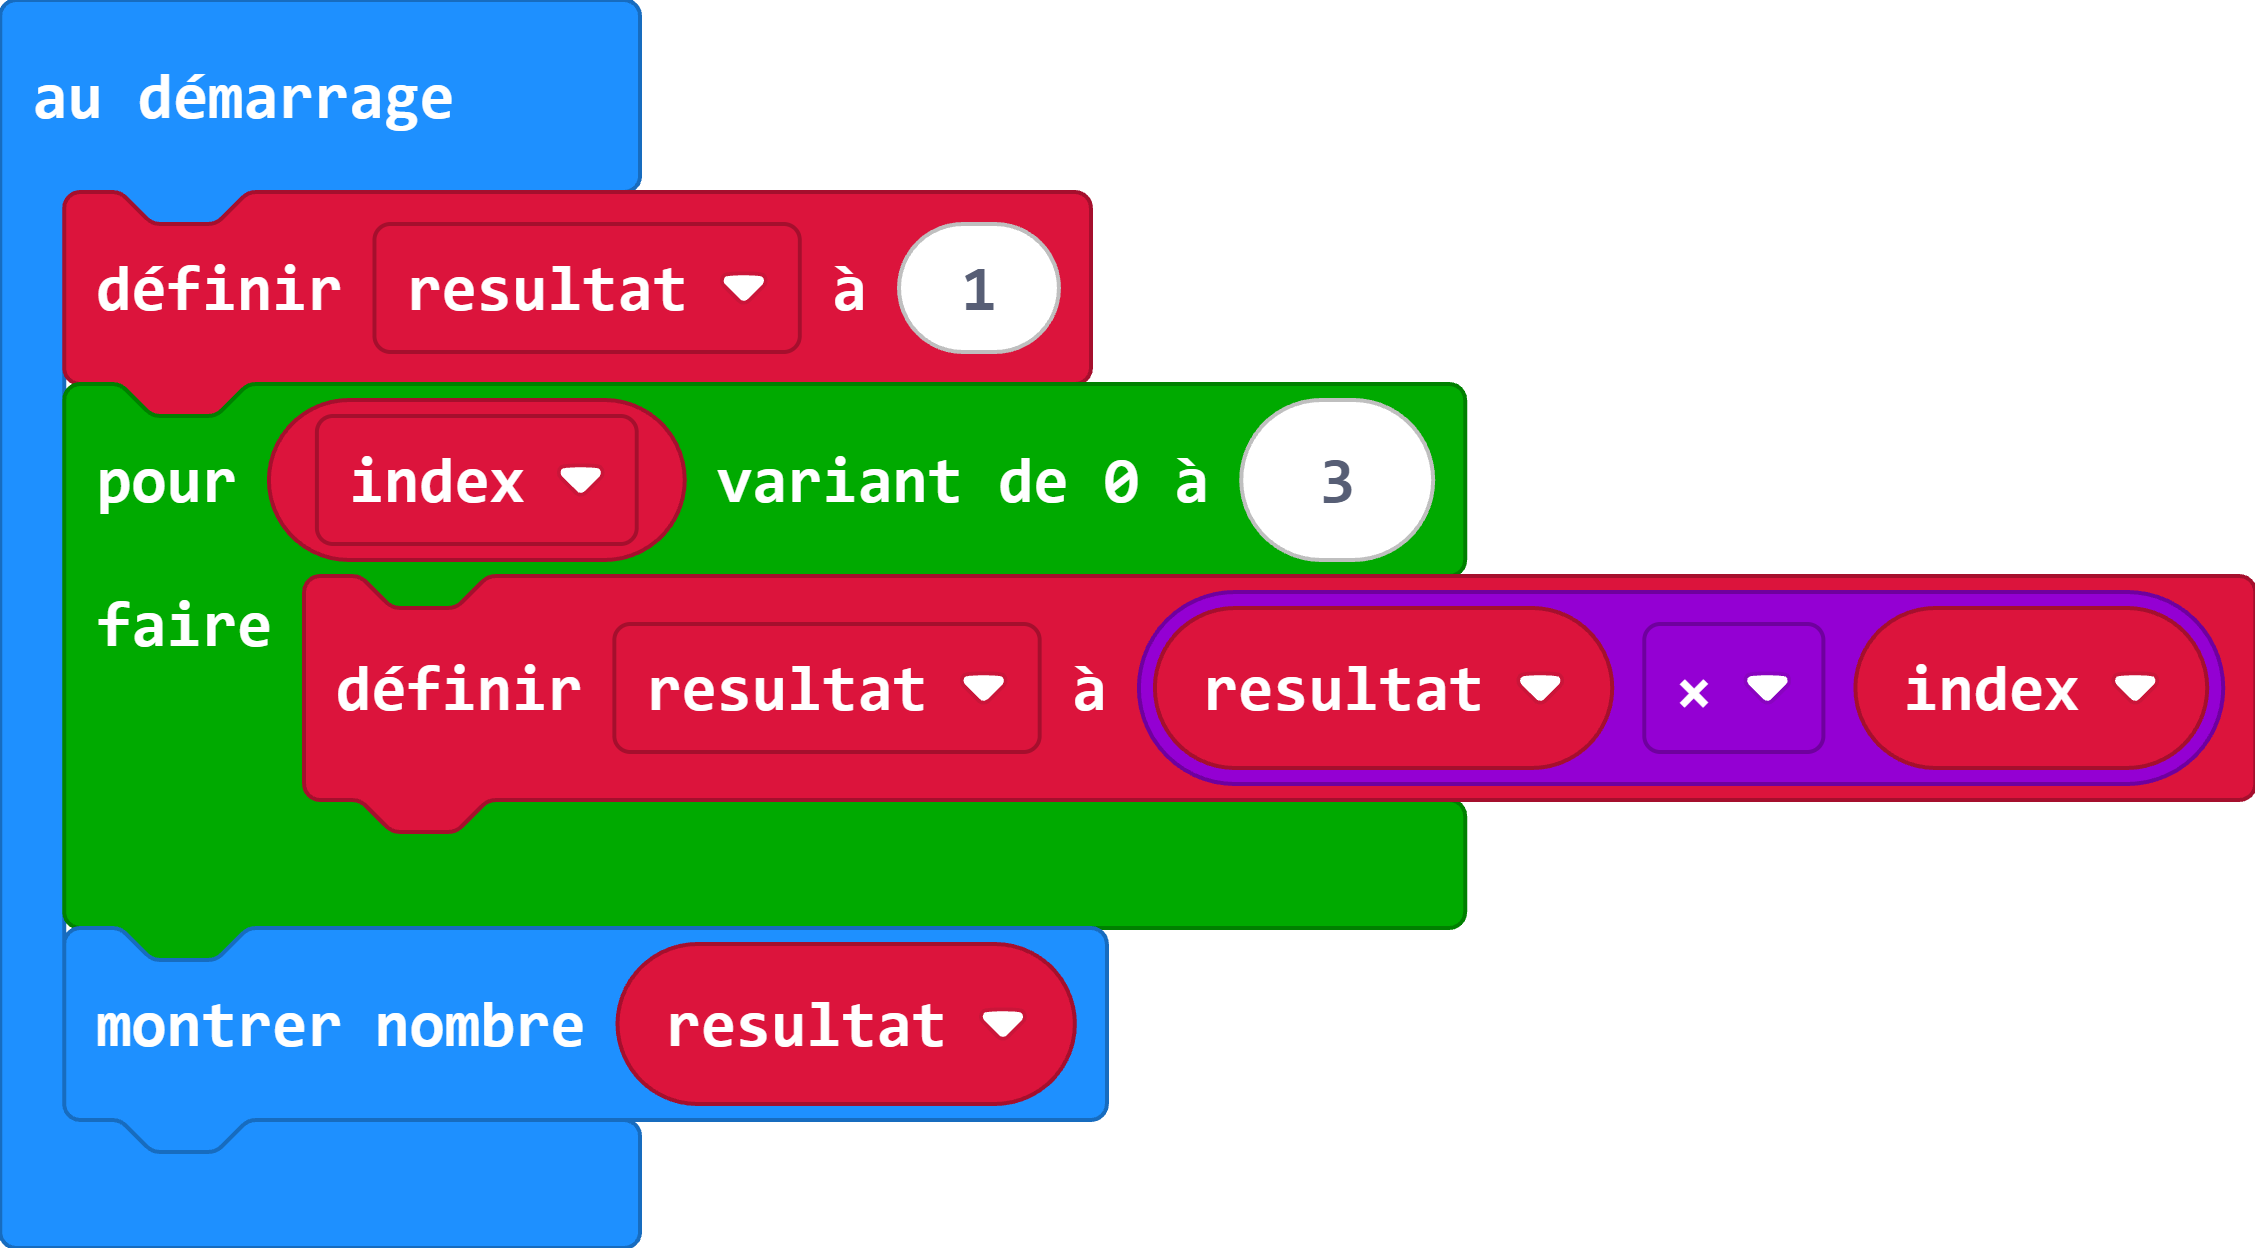 au démarrage
définir resultat à 1
pour index variant de 0 à 3
faire
définir resultat à resultat × index
montrer nombre resultat